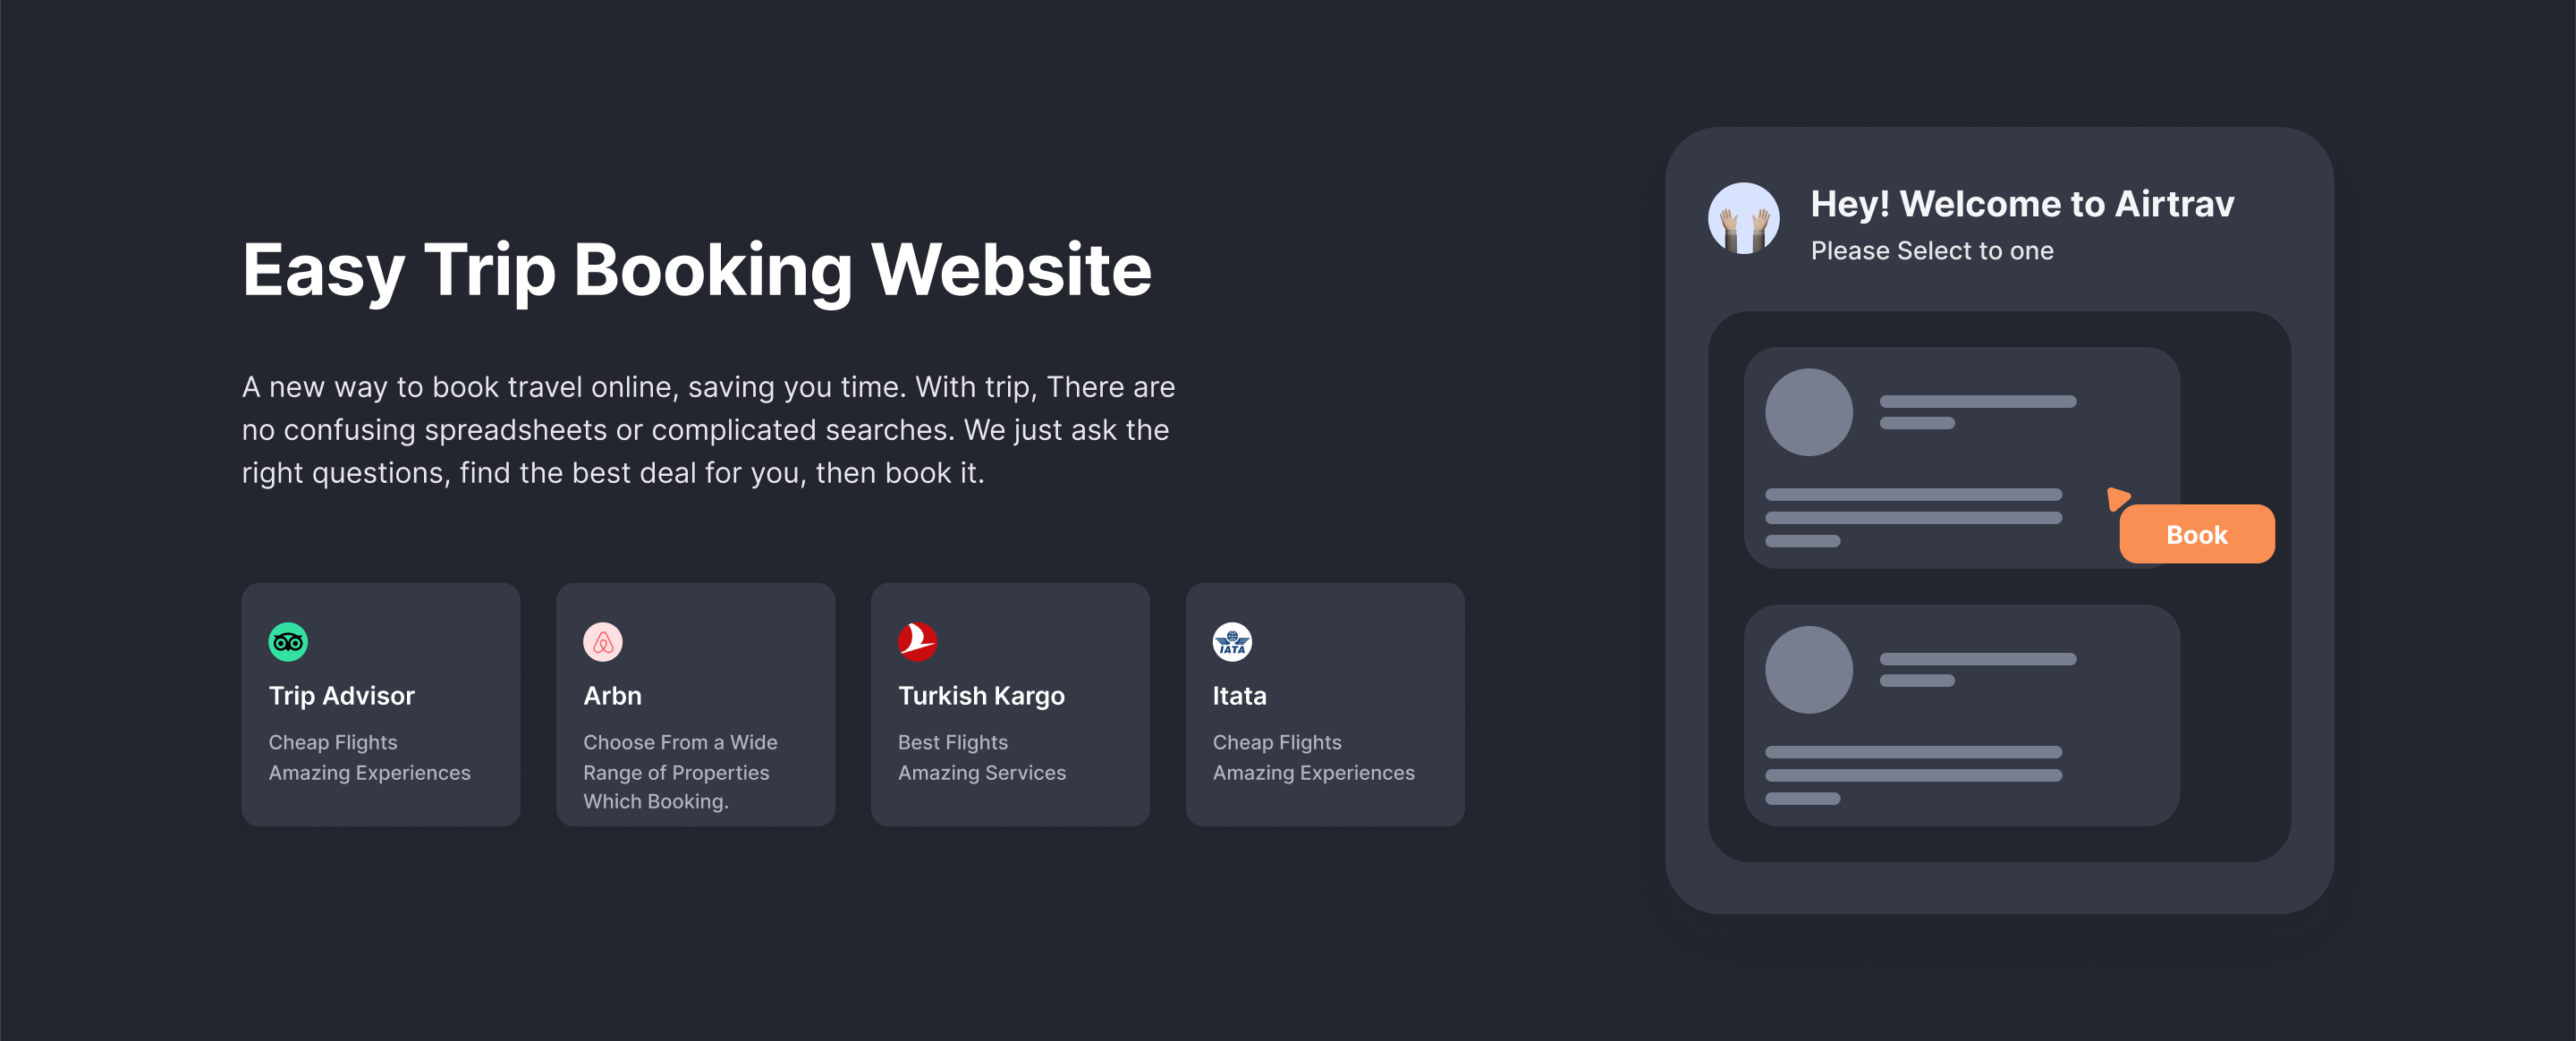 Easy Trip Booking Website
A new way to book travel online, saving you time. With trip, There are
no confusing spreadsheets or complicated searches. We just ask the
right questions, find the best deal for you, then book it.
Trip Advisor
Cheap Flights
Amazing Experiences
Arbn
Choose From a Wide
Range of Properties
Which Booking.
Turkish Kargo
Best Flights
Amazing Services
IATA
Itata
Cheap Flights
Amazing Experiences
Hey! Welcome to Airtrav
Please Select to one
Book